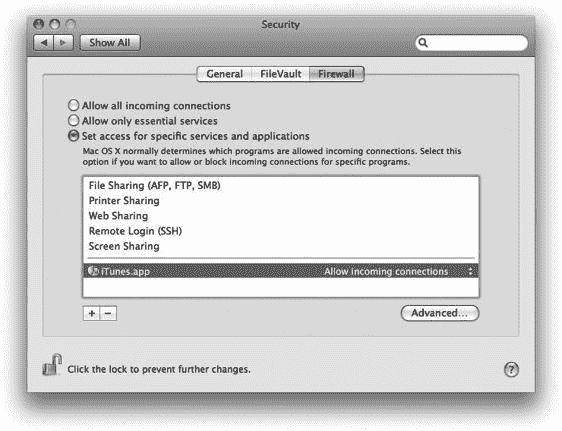 Security
Show All
General FileVault Firewall
Allow all incoming connections
Allow only essential services
Set access for specific services and applications
Mac OS X normally determines which programs are allowed incoming connections. Select this
option if you want to allow or block incoming connections for specific programs.
File Sharing (AFP, FTP, SMB)
Printer Sharing
Web Sharing
Remote Login (SSH)
Screen Sharing
iTunes.app Allow incoming connections
+ −
Advanced...
Click the lock to prevent further changes.
?